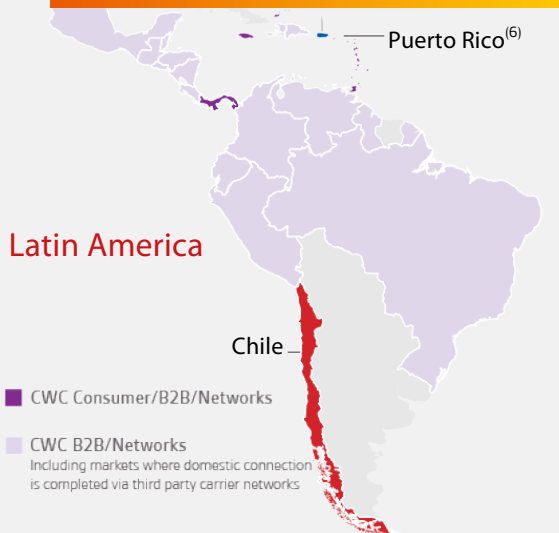 Puerto Rico(6)
Latin America
Chile
CWC Consumer/B2B/Networks
CWC B2B/Networks
Including markets where domestic connection
is completed via third party carrier networks